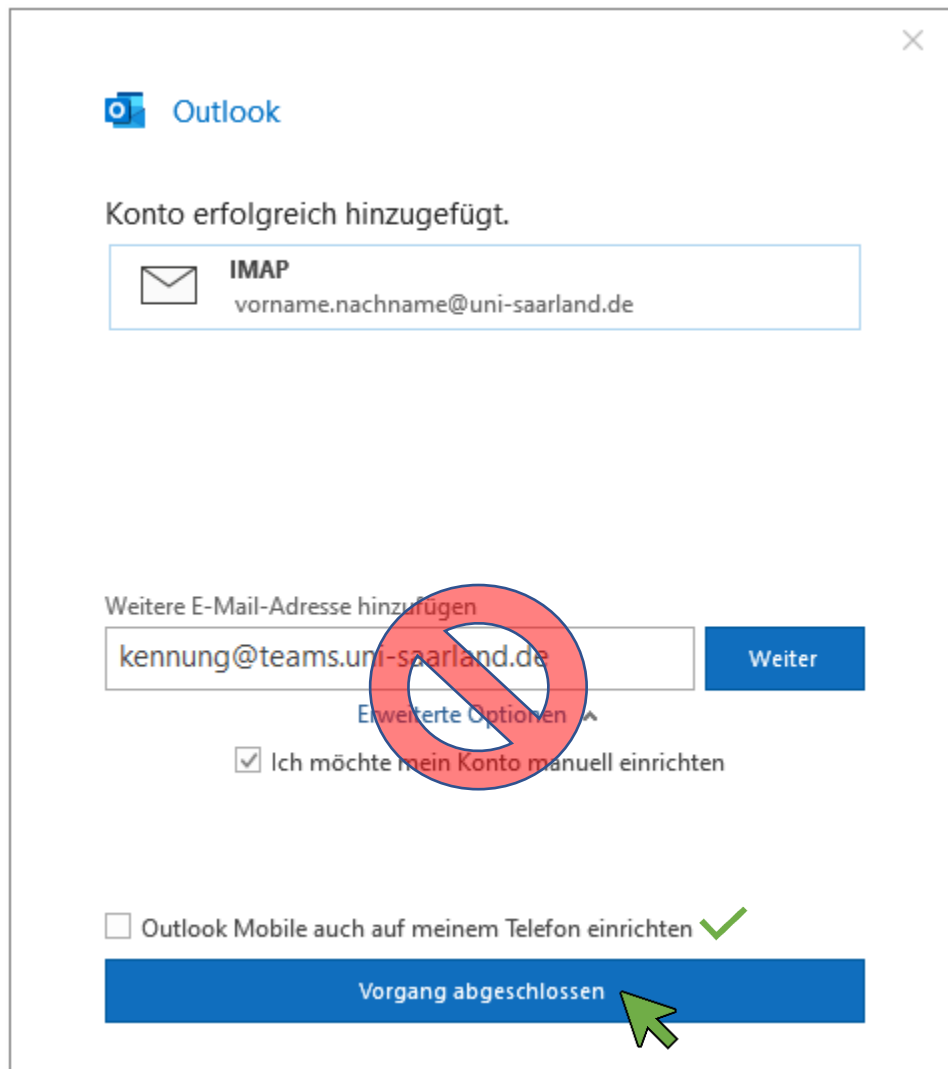 Outlook
Konto erfolgreich hinzugefügt.
IMAP
vorname.nachname@uni-saarland.de
Weitere E-Mail-Adresse hinzufügen
kennung@teams.uni-saarland.de
Weiter
Erweiterte Optionen
Ich möchte mein Konto manuell einrichten
Outlook Mobile auch auf meinem Telefon einrichten
Vorgang abgeschlossen